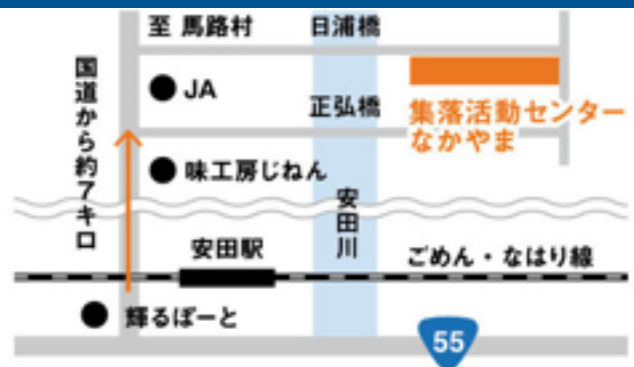 至 馬路村
日浦橋
国道から約7キロ
JA
正弘橋
集落活動センター
なかやま
味工房じねん
安田川
安田駅
ごめん・なはり線
輝るぽーと
55